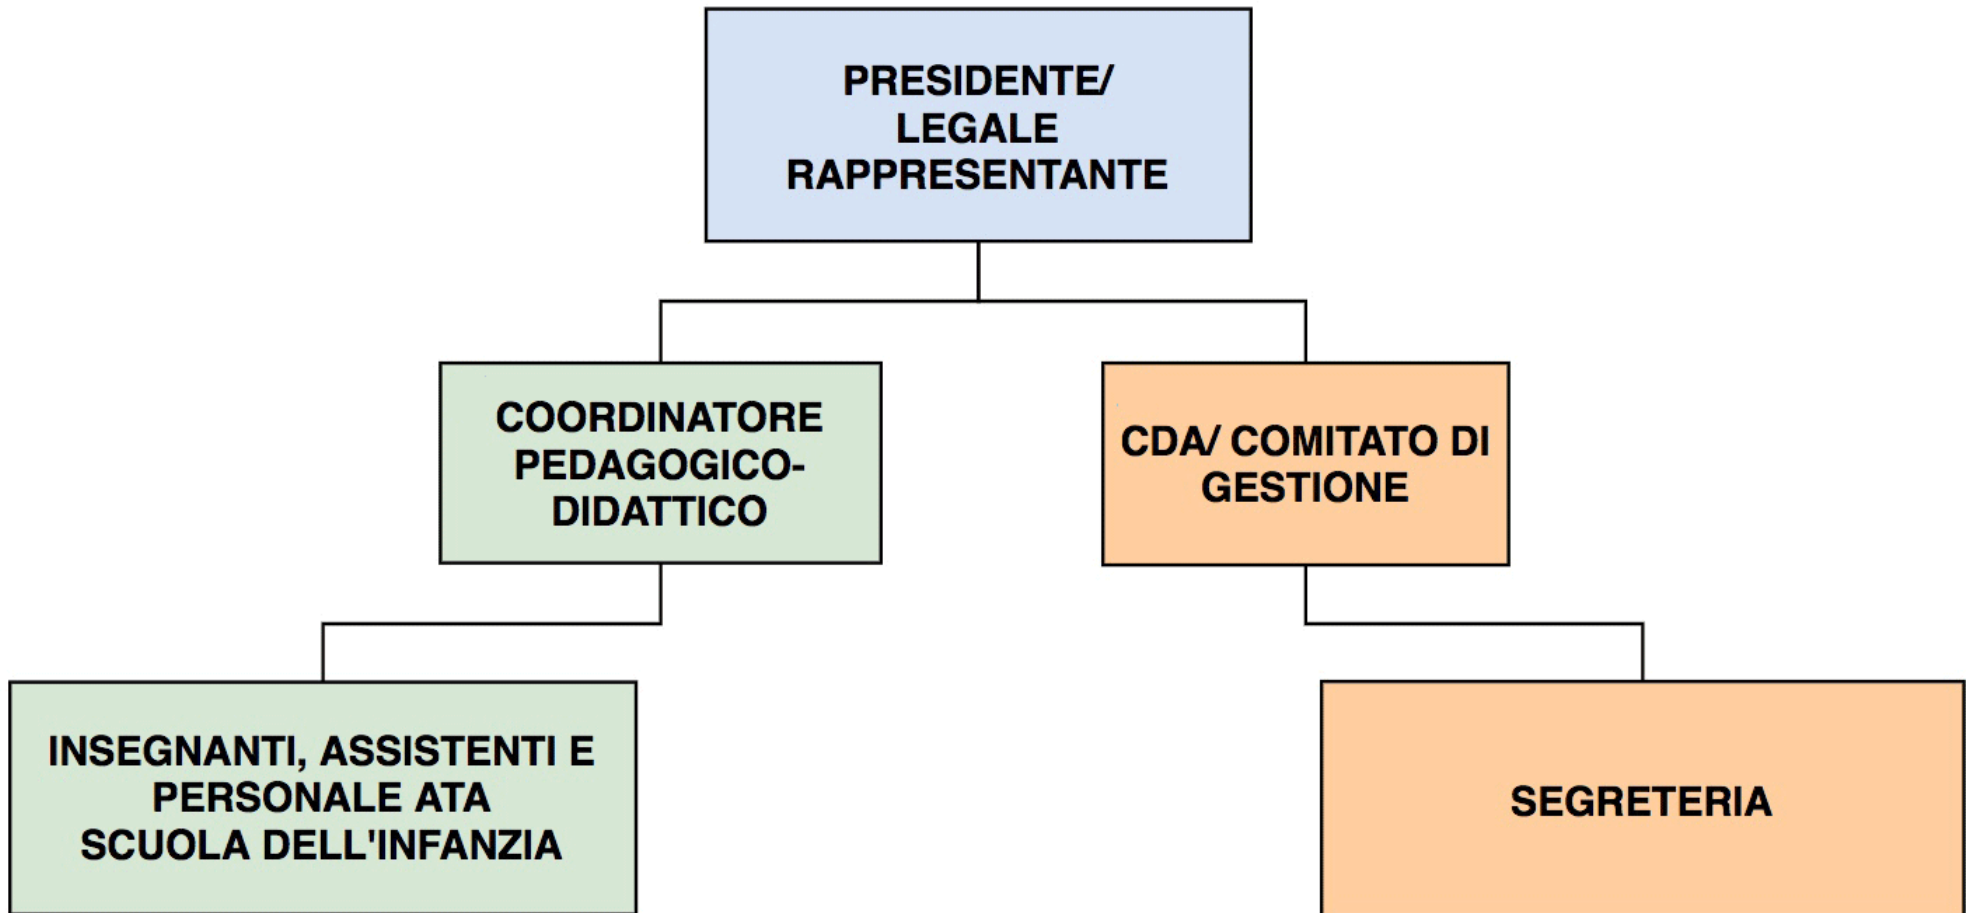 PRESIDENTE/
LEGALE
RAPPRESENTANTE
COORDINATORE
PEDAGOGICO-
DIDATTICO
CDA/ COMITATO DI
GESTIONE
INSEGNANTI, ASSISTENTI E
PERSONALE ATA
SCUOLA DELL'INFANZIA
SEGRETERIA